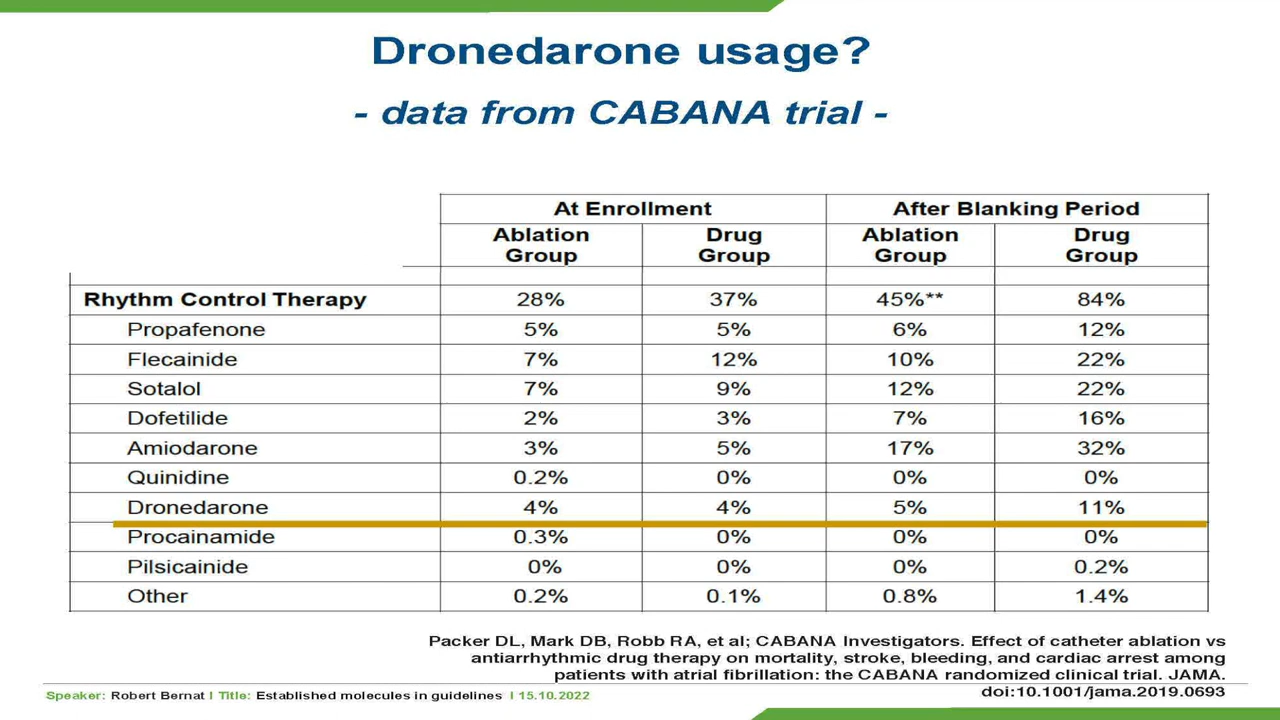 Dronedarone usage?
- data from CABANA trial -
At Enrollment After Blanking Period
Ablation Group Drug Group Ablation Group Drug Group
Rhythm Control Therapy 28% 37% 45%** 84%
Propafenone 5% 5% 6% 12%
Flecainide 7% 12% 10% 22%
Sotalol 7% 9% 12% 22%
Dofetilide 2% 3% 7% 16%
Amiodarone 3% 5% 17% 32%
Quinidine 0.2% 0% 0% 0%
Dronedarone 4% 4% 5% 11%
Procainamide 0.3% 0% 0% 0%
Pilsicainide 0% 0% 0% 0.2%
Other 0.2% 0.1% 0.8% 1.4%
Packer DL, Mark DB, Robb RA, et al; CABANA Investigators. Effect of catheter ablation vs
antiarrhythmic drug therapy on mortality, stroke, bleeding, and cardiac arrest among
patients with atrial fibrillation: the CABANA randomized clinical trial. JAMA.
doi:10.1001/jama.2019.0693
Speaker: Robert Bernat I Title: Established molecules in guidelines I 15.10.2022